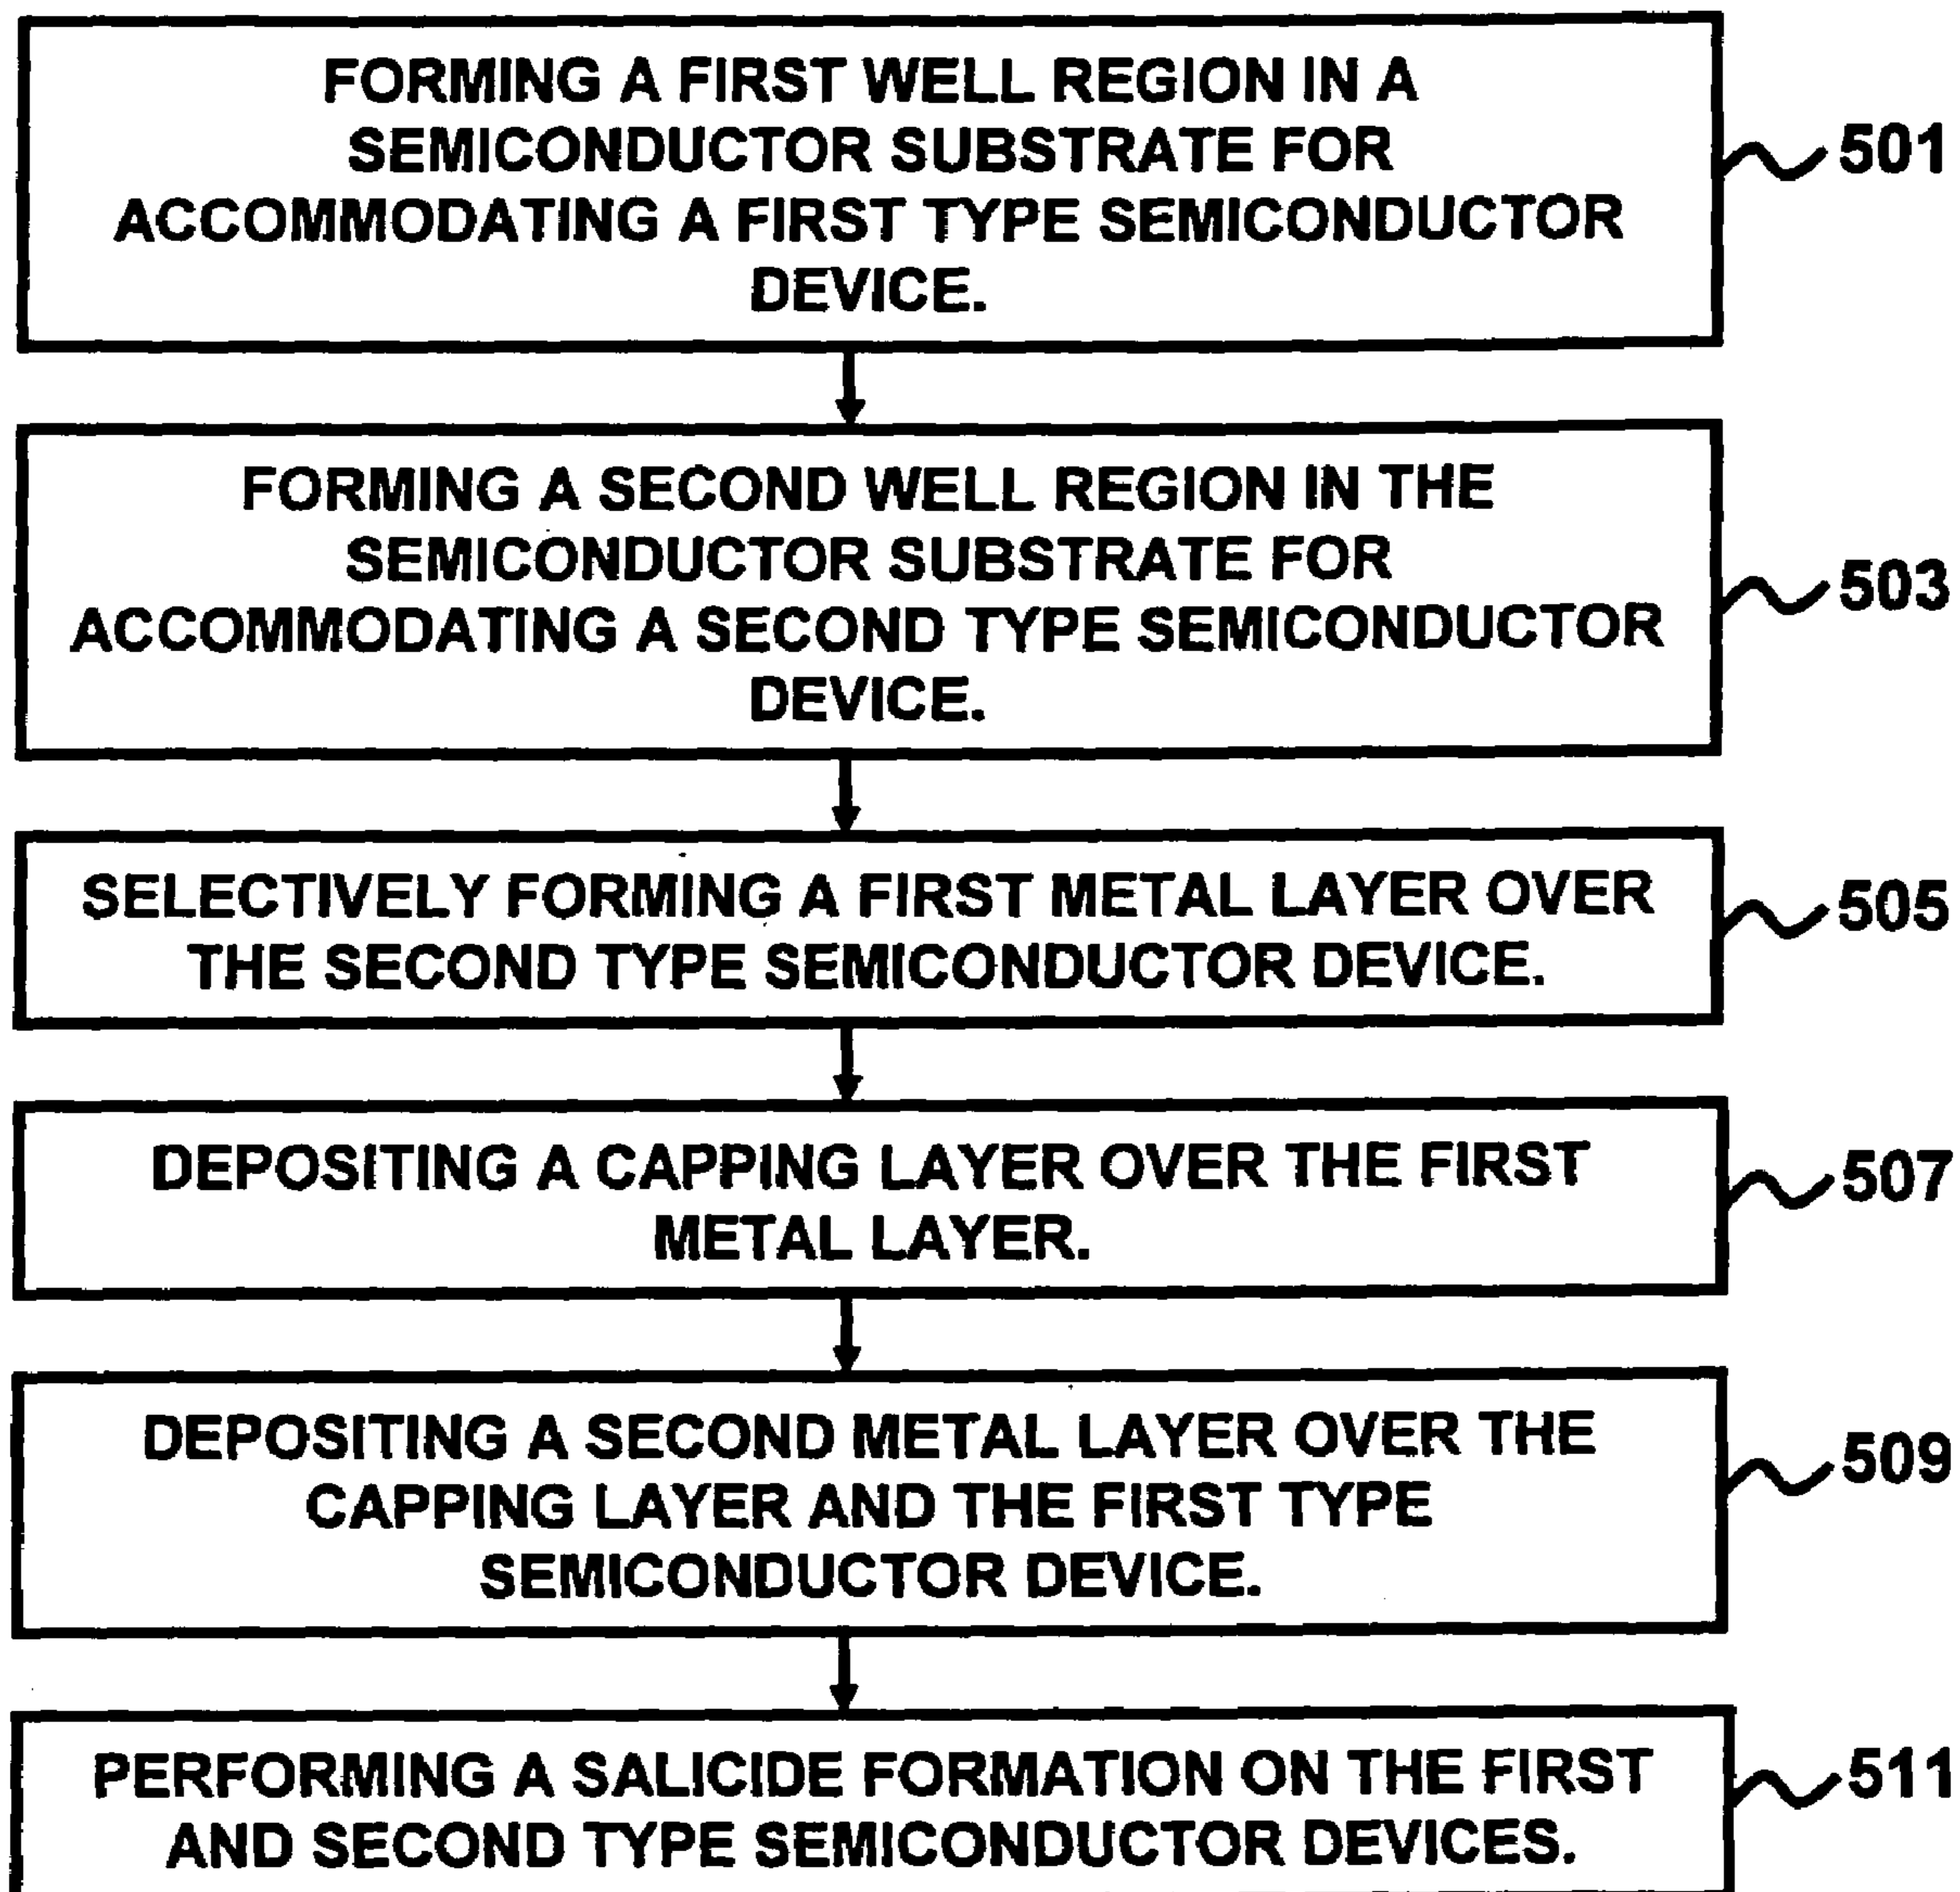 FORMING A FIRST WELL REGION IN A
SEMICONDUCTOR SUBSTRATE FOR
ACCOMMODATING A FIRST TYPE SEMICONDUCTOR
DEVICE.
501
FORMING A SECOND WELL REGION IN THE
SEMICONDUCTOR SUBSTRATE FOR
ACCOMMODATING A SECOND TYPE SEMICONDUCTOR
DEVICE.
503
SELECTIVELY FORMING A FIRST METAL LAYER OVER
THE SECOND TYPE SEMICONDUCTOR DEVICE.
505
DEPOSITING A CAPPING LAYER OVER THE FIRST
METAL LAYER.
507
DEPOSITING A SECOND METAL LAYER OVER THE
CAPPING LAYER AND THE FIRST TYPE
SEMICONDUCTOR DEVICE.
509
PERFORMING A SALICIDE FORMATION ON THE FIRST
AND SECOND TYPE SEMICONDUCTOR DEVICES.
511